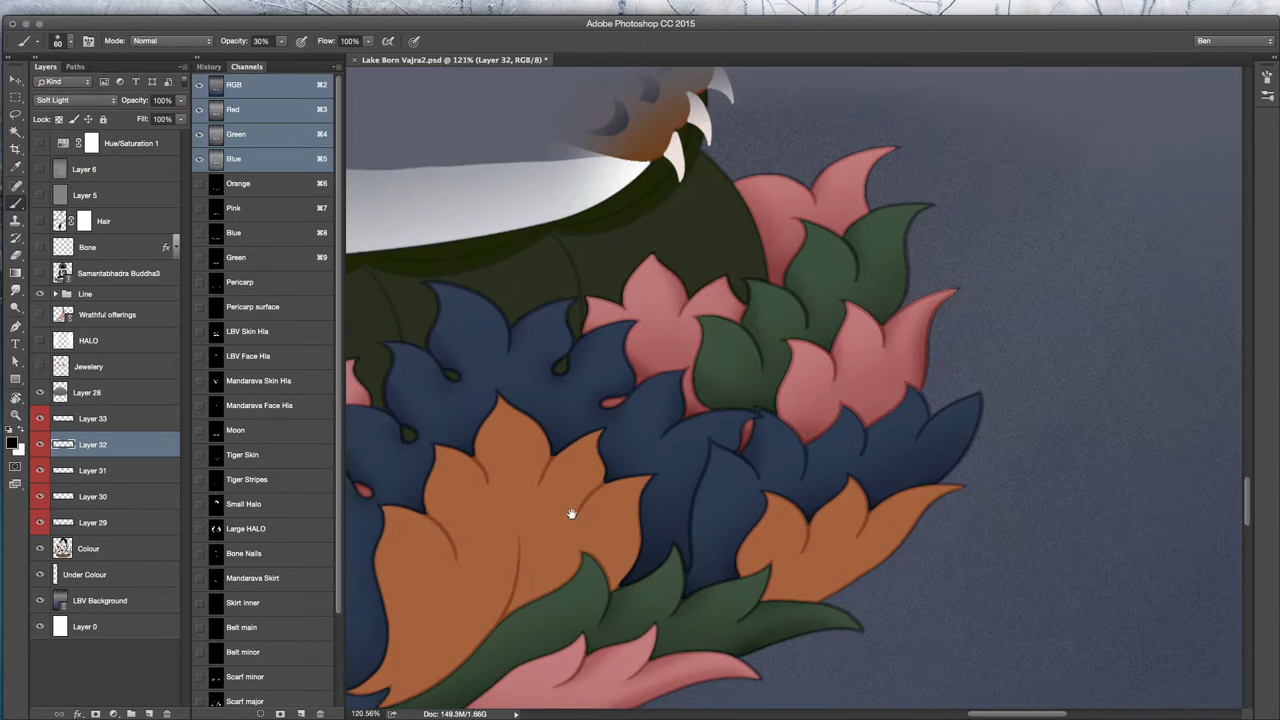 Adobe Photoshop CC 2015
60 Mode: Normal Opacity: 30% Flow: 100% Ben
Layers Paths History Channels × Lake Born Vajra2.psd @ 121% (Layer 32, RGB/8) *
Kind
Soft Light Opacity: 100%
Lock: Fill: 100%
Hue/Saturation 1
Layer 6
Layer 5
Hair
Bone fx
Samantabhadra Buddha3
Line
Wrathful offerings
HALO
Jewelery
Layer 28
Layer 33
Layer 32
Layer 31
Layer 30
Layer 29
Colour
Under Colour
LBV Background
Layer 0
RGB ⌘2
Red ⌘3
Green ⌘4
Blue ⌘5
Orange ⌘6
Pink ⌘7
Blue ⌘8
Green ⌘9
Pericarp
Pericarp surface
LBV Skin Hla
LBV Face Hla
Mandarava Skin Hla
Mandarava Face Hla
Moon
Tiger Skin
Tiger Stripes
Small Halo
Large HALO
Bone Nails
Mandarava Skirt
Skirt inner
Belt main
Belt minor
Scarf minor
Scarf major
fx 120.56% Doc: 149.3M/1.66G